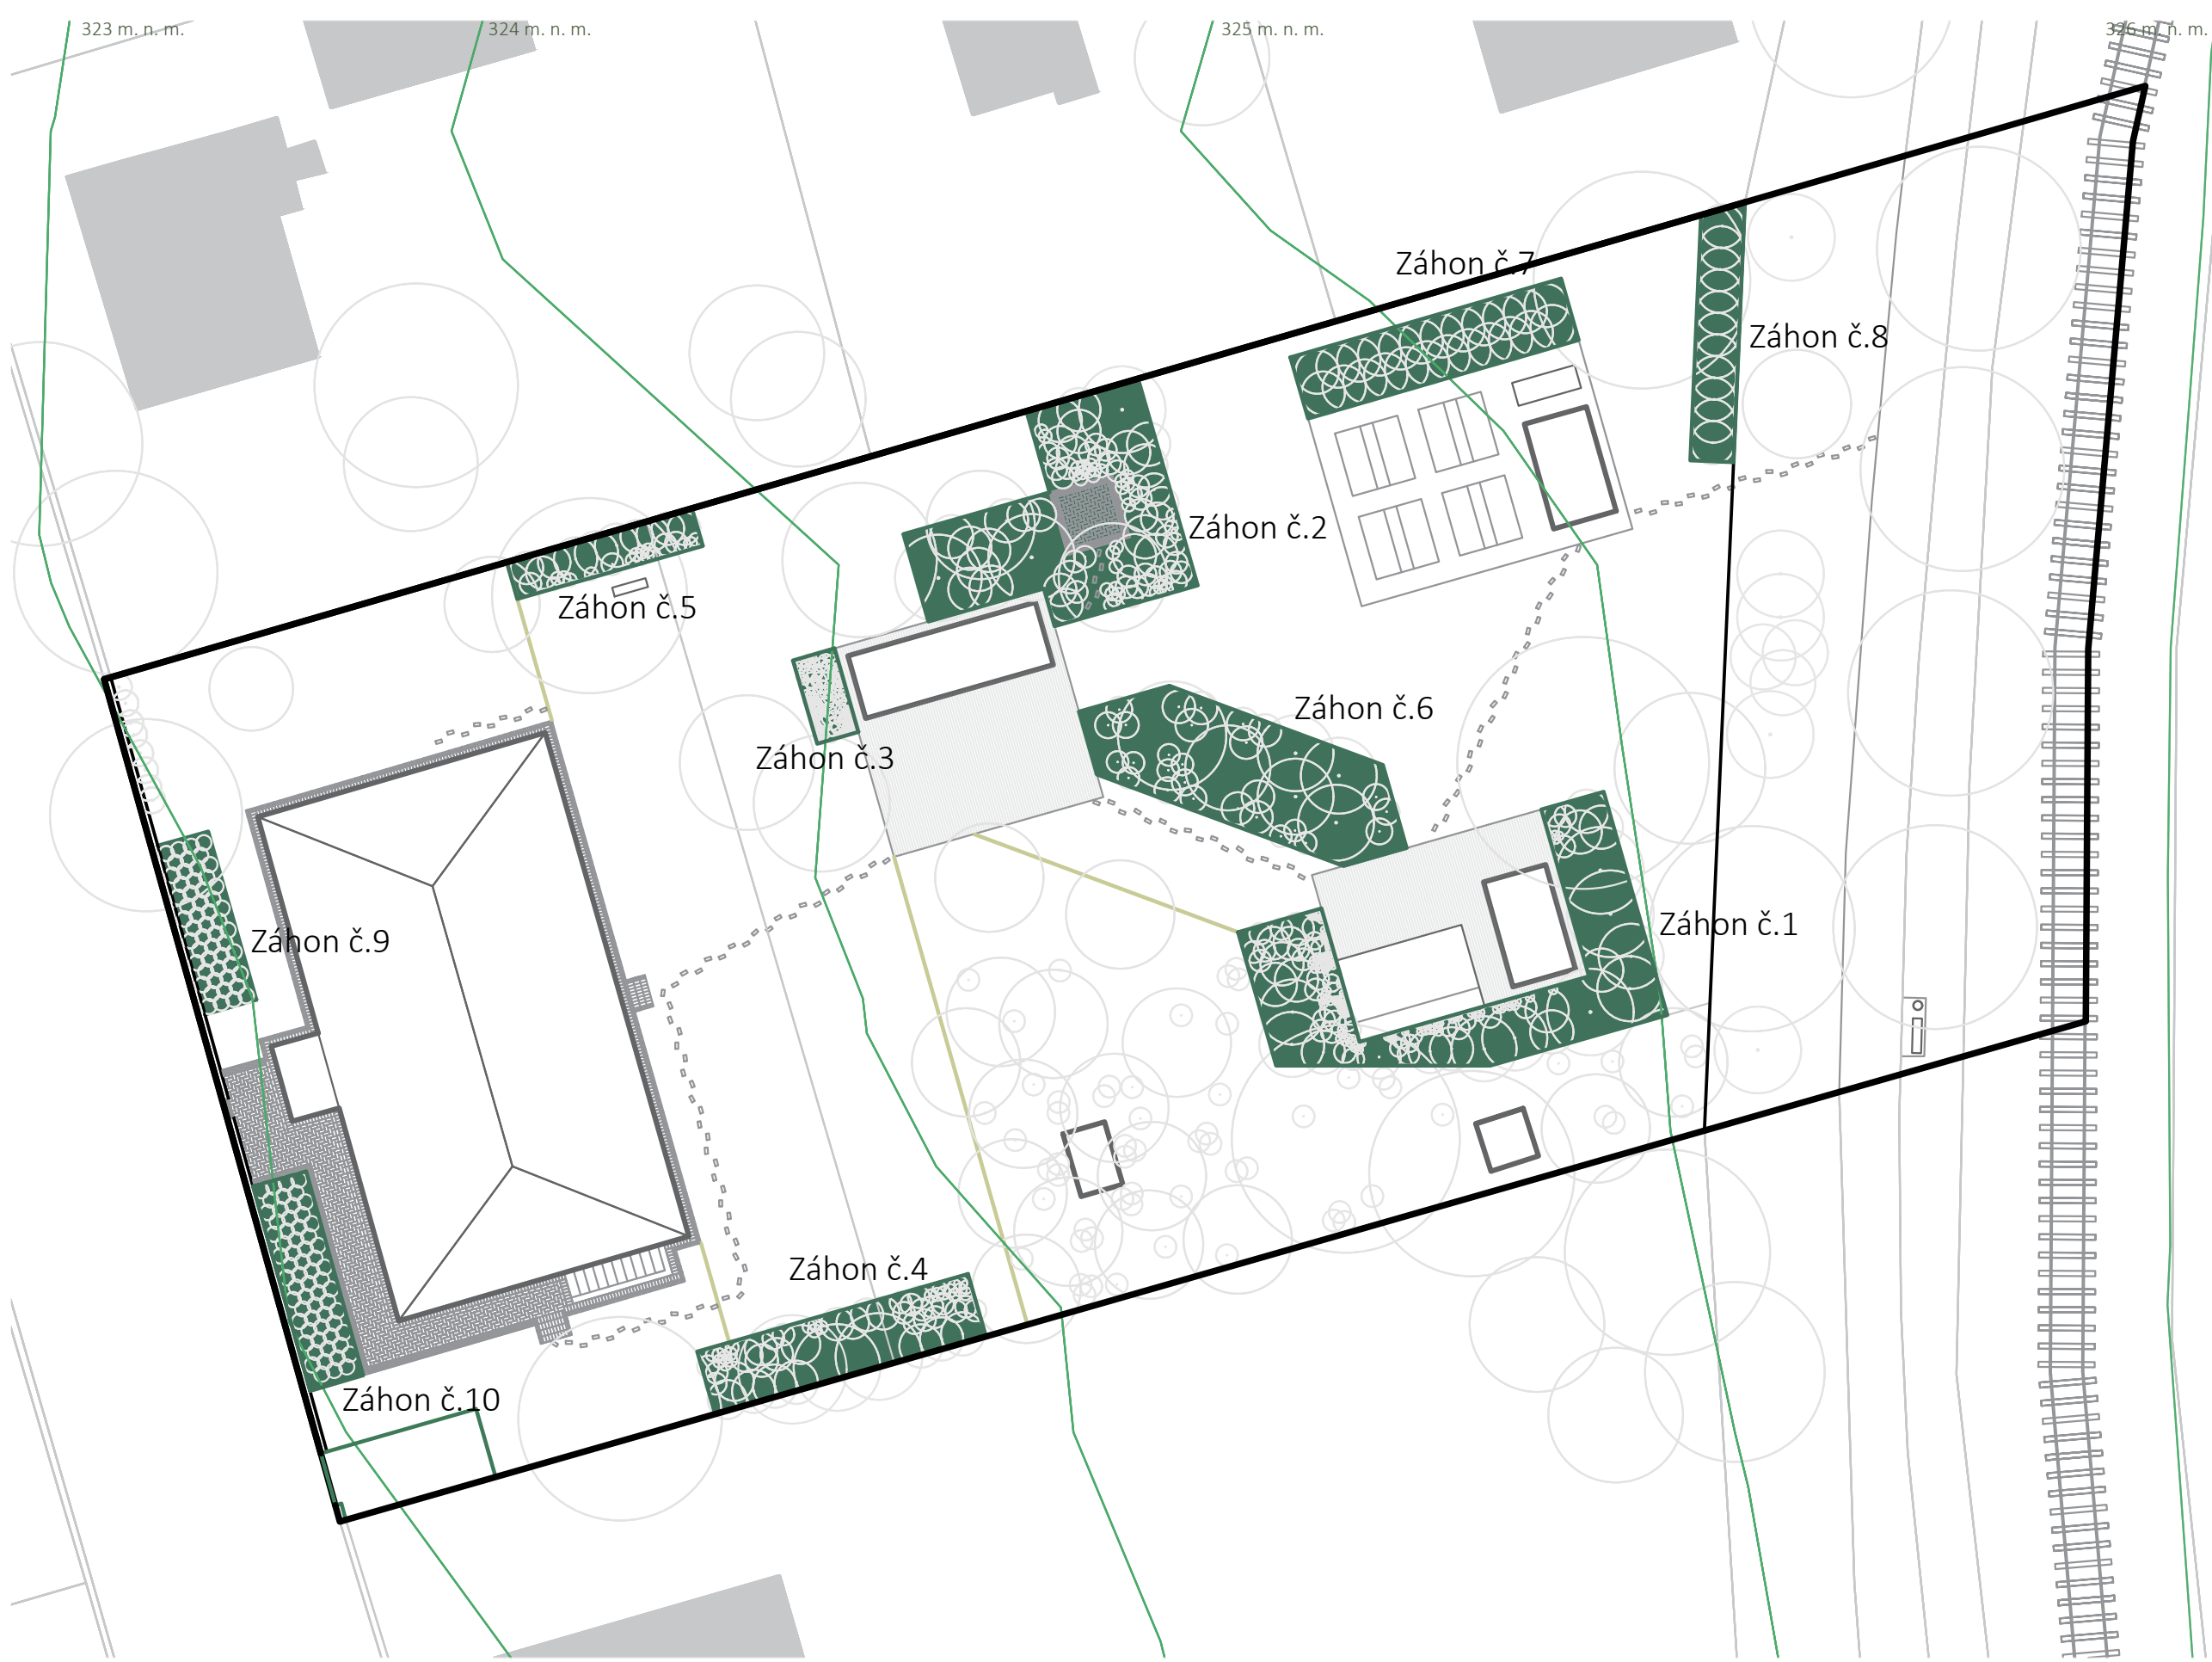 323 m. n. m.
324 m. n. m.
325 m. n. m.
326 m. n. m.
Záhon č.7
Záhon č.8
Záhon č.2
Záhon č.5
Záhon č.6
Záhon č.3
Záhon č.1
Záhon č.9
Záhon č.4
Záhon č.10